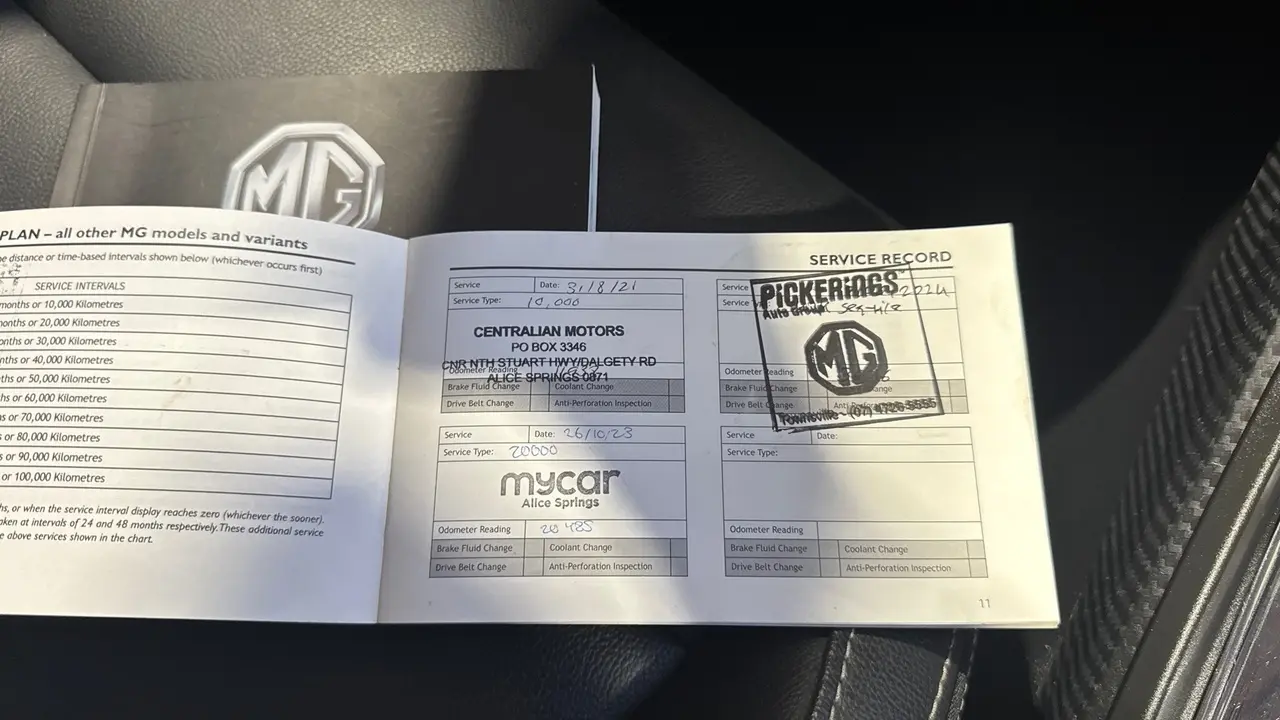 MG
PLAN – all other MG models and variants
e distance or time-based intervals shown below (whichever occurs first)
SERVICE INTERVALS
months or 10,000 Kilometres
nonths or 20,000 Kilometres
onths or 30,000 Kilometres
nths or 40,000 Kilometres
ths or 50,000 Kilometres
hs or 60,000 Kilometres
s or 70,000 Kilometres
s or 80,000 Kilometres
or 90,000 Kilometres
or 100,000 Kilometres
hs, or when the service interval display reaches zero (whichever the sooner).
aken at intervals of 24 and 48 months respectively. These additional service
e above services shown in the chart.
SERVICE RECORD
Service Date: 31/8/21
Service Type: 10,000
CENTRALIAN MOTORS
PO BOX 3346
CNR NTH STUART HWY/DALGETY RD
Odometer Reading
ALICE SPRINGS 0871
Brake Fluid Change Coolant Change
Drive Belt Change Anti-Perforation Inspection
Service Date: 26/10/23
Service Type: 20000
mycar
Alice Springs
Odometer Reading 20 485
Brake Fluid Change Coolant Change
Drive Belt Change Anti-Perforation Inspection
Service 2024
Service
PICKERINGS
Auto Group
MG
Odometer Reading
Brake Fluid Change
Drive Belt Change
Townsville - (07) 4726 5555
Service Date:
Service Type:
Odometer Reading
Brake Fluid Change Coolant Change
Drive Belt Change Anti-Perforation Inspection
11